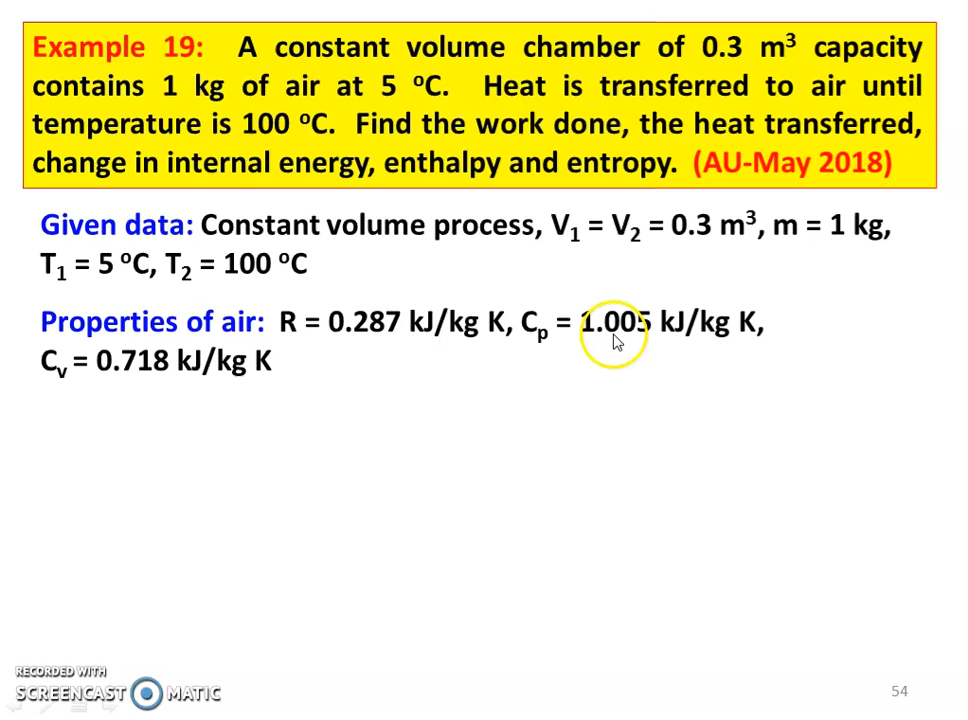 Example 19: A constant volume chamber of 0.3 m³ capacity
contains 1 kg of air at 5 ᵒC. Heat is transferred to air until
temperature is 100 ᵒC. Find the work done, the heat transferred,
change in internal energy, enthalpy and entropy. (AU-May 2018)
Given data: Constant volume process, V₁ = V₂ = 0.3 m³, m = 1 kg,
T₁ = 5 ᵒC, T₂ = 100 ᵒC
Properties of air: R = 0.287 kJ/kg K, Cₚ = 1.005 kJ/kg K,
Cᵥ = 0.718 kJ/kg K
RECORDED WITH
SCREENCAST MATIC
54